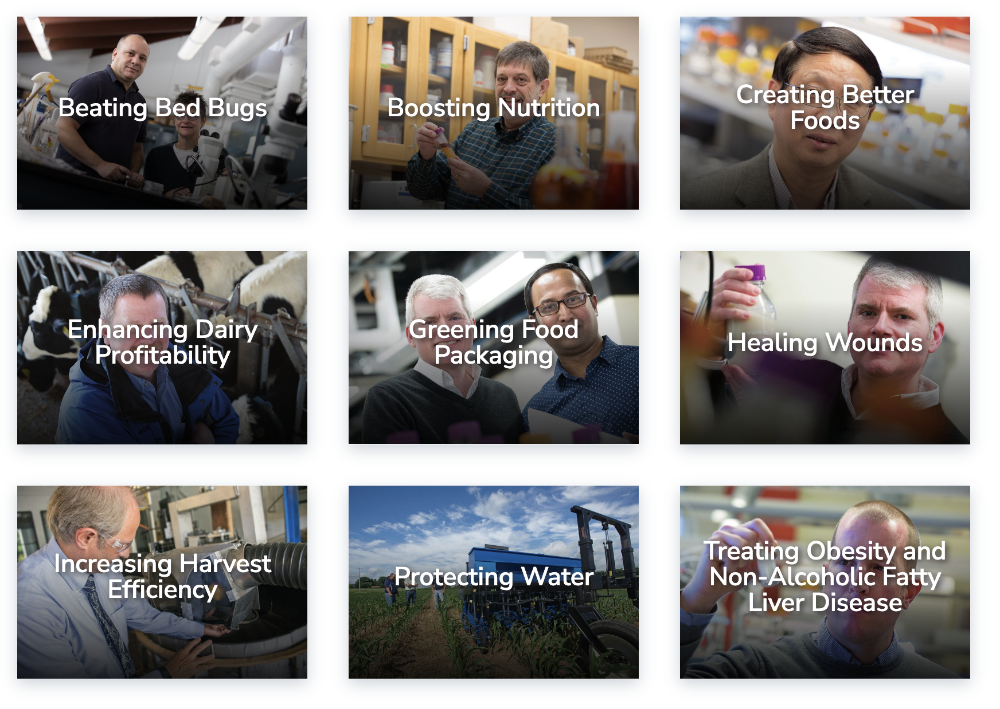 Beating Bed Bugs
Boosting Nutrition
Creating Better
Foods
Enhancing Dairy
Profitability
Greening Food
Packaging
Healing Wounds
Increasing Harvest
Efficiency
Protecting Water
Treating Obesity and
Non-Alcoholic Fatty
Liver Disease